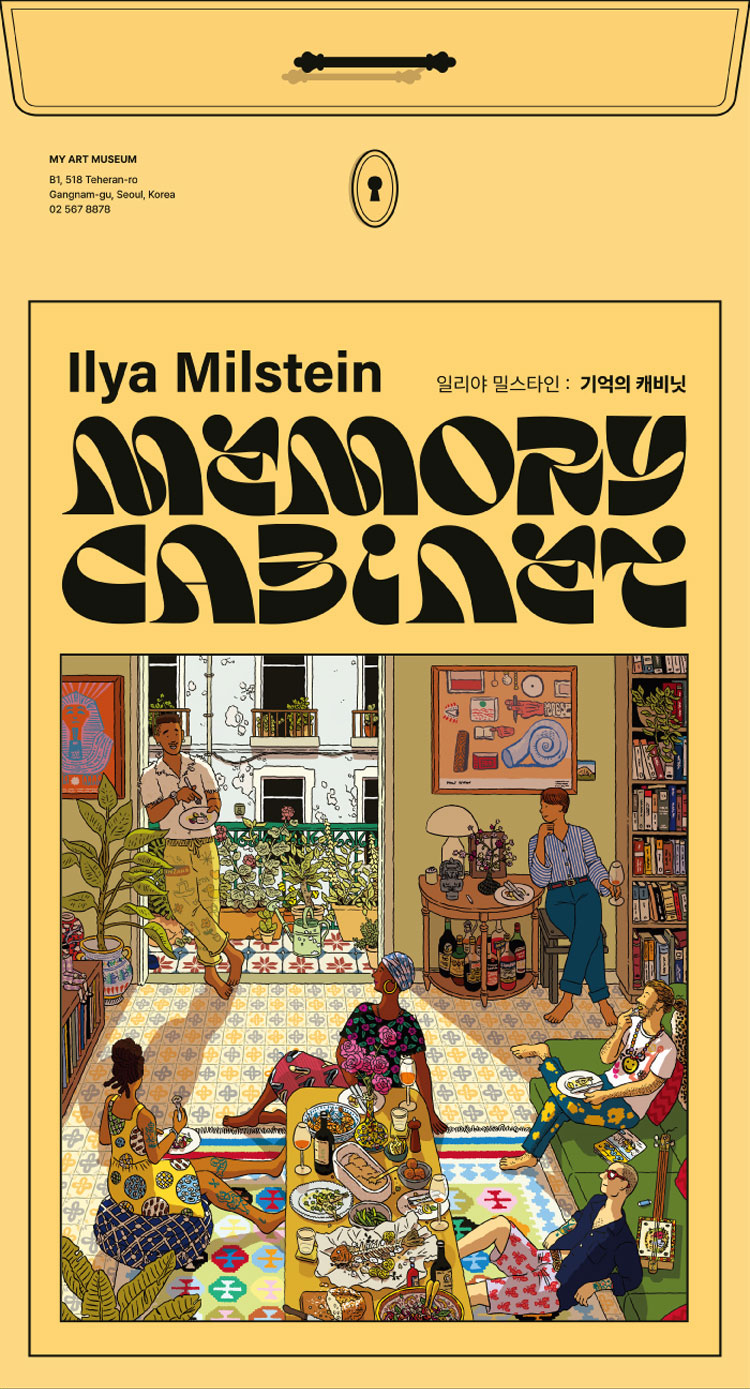 MY ART MUSEUM
B1, 518 Teheran-ro
Gangnam-gu, Seoul, Korea
02 567 8878
Ilya Milstein
일리야 밀스타인 : 기억의 캐비닛
MEMORY
CABINET